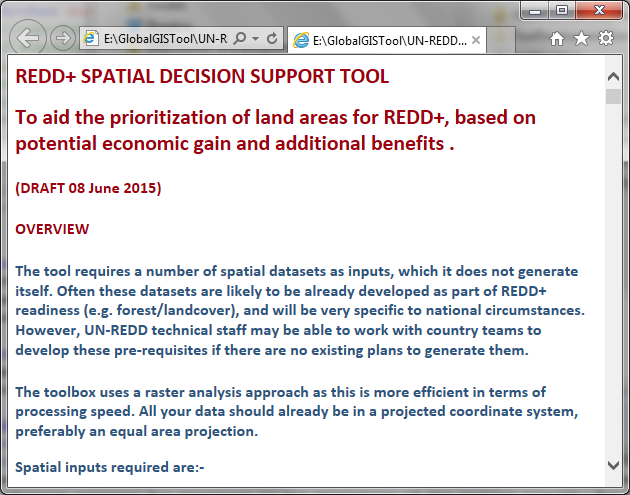 E:\GlobalGISTool\UN-R
E:\GlobalGISTool\UN-REDD...
REDD+ SPATIAL DECISION SUPPORT TOOL
To aid the prioritization of land areas for REDD+, based on
potential economic gain and additional benefits .
(DRAFT 08 June 2015)
OVERVIEW
The tool requires a number of spatial datasets as inputs, which it does not generate
itself. Often these datasets are likely to be already developed as part of REDD+
readiness (e.g. forest/landcover), and will be very specific to national circumstances.
However, UN-REDD technical staff may be able to work with country teams to
develop these pre-requisites if there are no existing plans to generate them.
The toolbox uses a raster analysis approach as this is more efficient in terms of
processing speed. All your data should already be in a projected coordinate system,
preferably an equal area projection.
Spatial inputs required are:-